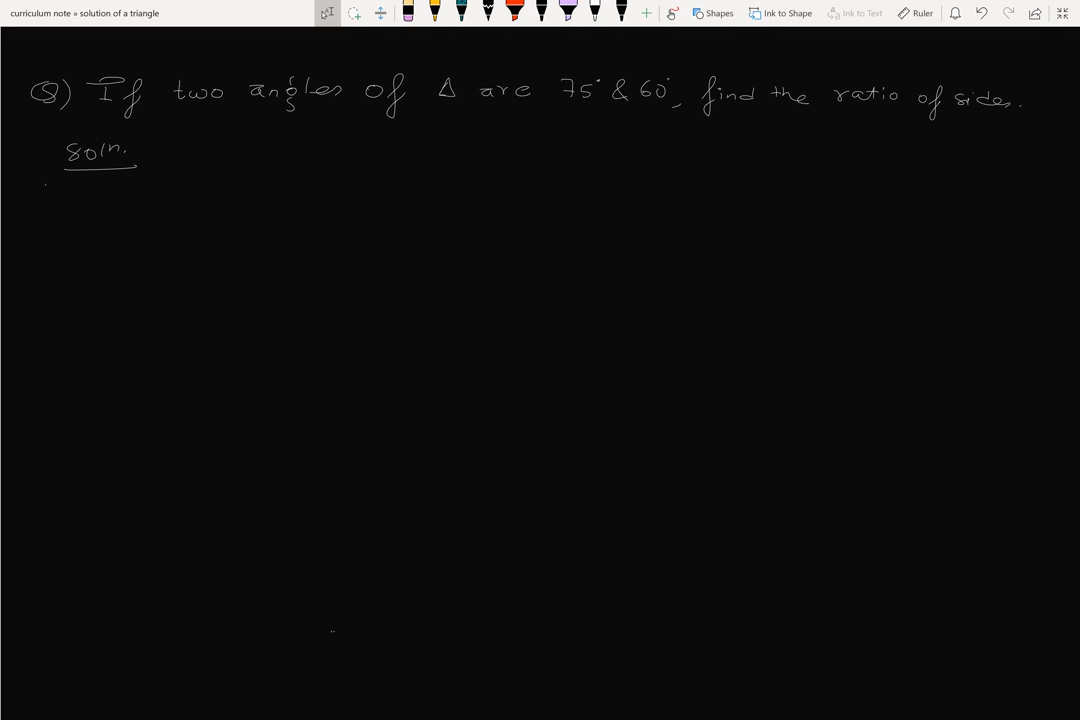 curriculum note » solution of a triangle
Shapes Ink to Shape Ink to Text Ruler
Q) If two angles of Δ are 75° & 60°, find the ratio of sides.
Soln.